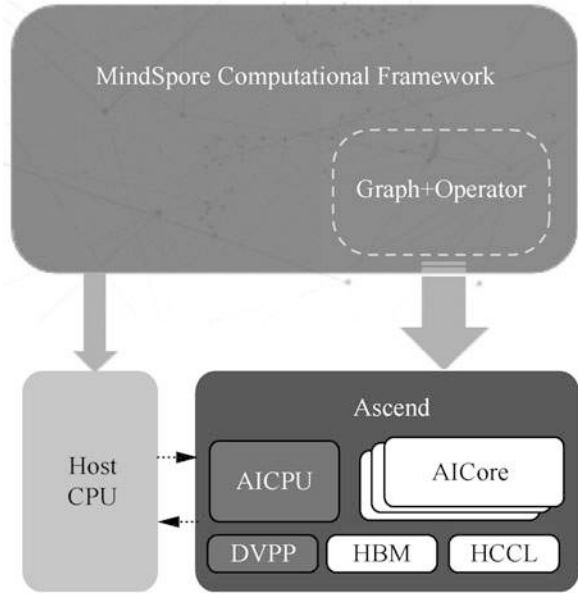 MindSpore Computational Framework
Graph+Operator
Host
CPU
Ascend
AICPU
AICore
DVPP
HBM
HCCL